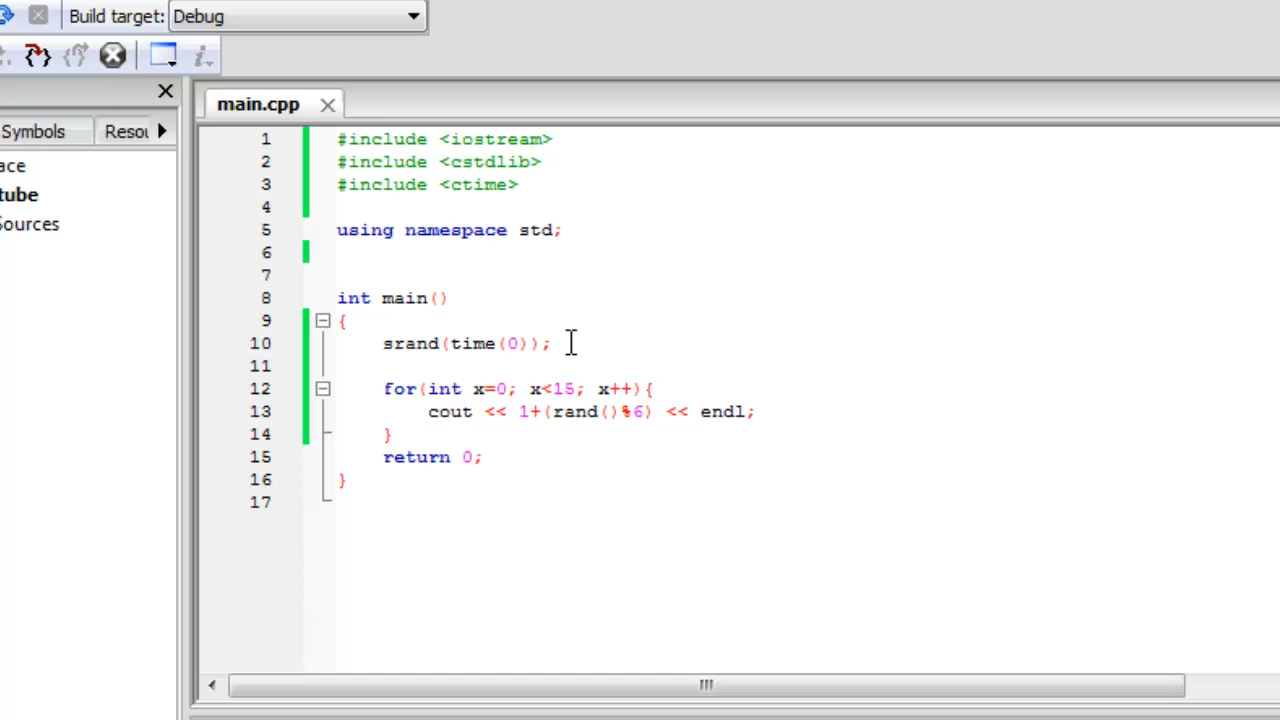 Build target: Debug
main.cpp
Symbols Resou
ace
tube
Sources
1 #include <iostream>
2 #include <cstdlib>
3 #include <ctime>
4
5 using namespace std;
6
7
8 int main()
9 {
10 srand(time(0));
11
12 for(int x=0; x<15; x++){
13 cout << 1+(rand()%6) << endl;
14 }
15 return 0;
16 }
17